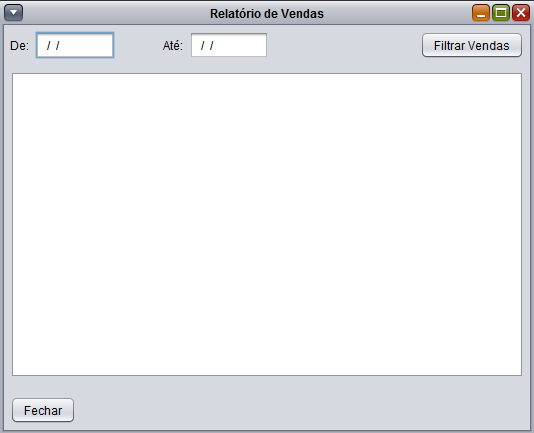 Relatório de Vendas
De: / / Até: / / Filtrar Vendas
Fechar